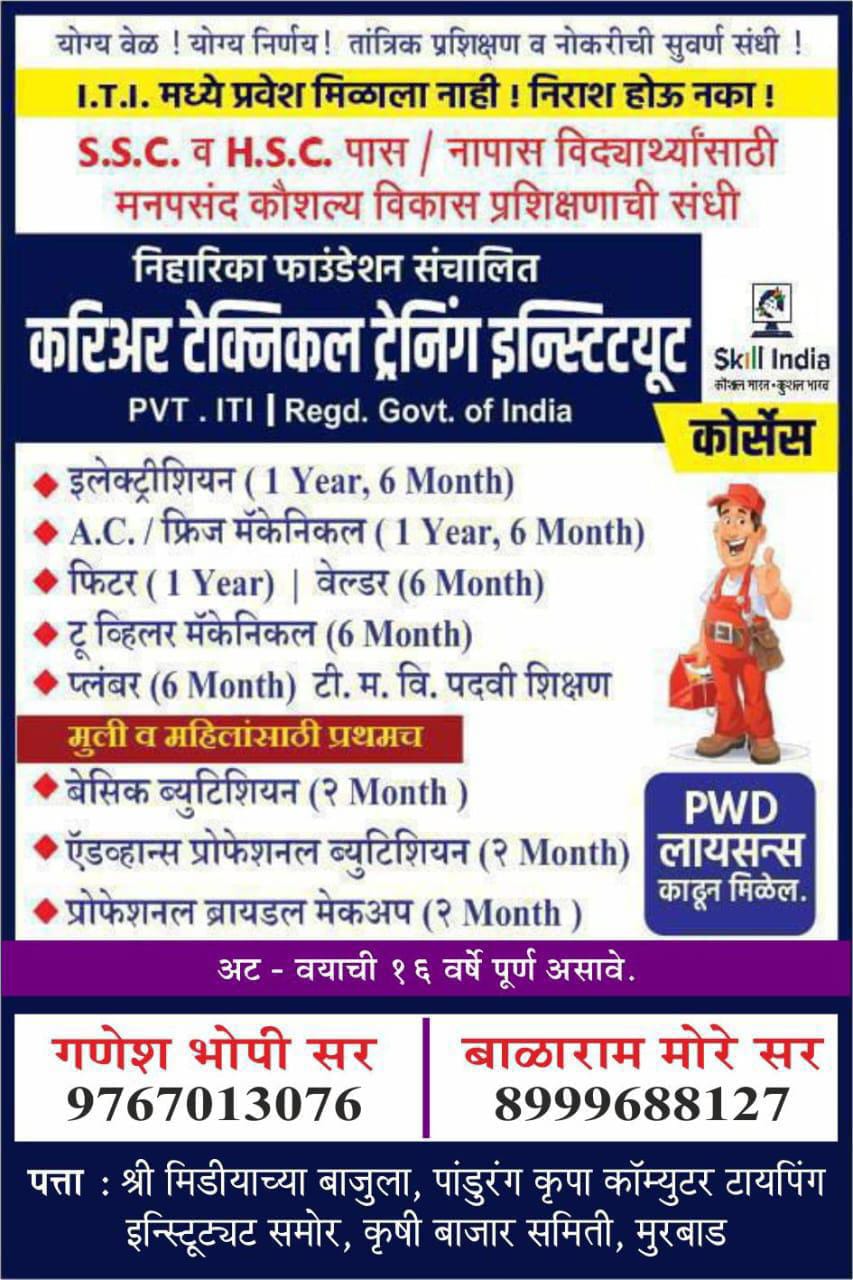 योग्य वेळ ! योग्य निर्णय! तांत्रिक प्रशिक्षण व नोकरीची सुवर्ण संधी !
I.T.I. मध्ये प्रवेश मिळाला नाही ! निराश होऊ नका !
S.S.C. व H.S.C. पास / नापास विद्यार्थ्यांसाठी
मनपसंद कौशल्य विकास प्रशिक्षणाची संधी
निहारिका फाउंडेशन संचालित
करिअर टेक्निकल ट्रेनिंग इन्स्टिटयूट
PVT . ITI | Regd. Govt. of India
Skill India
कौशल भारत - कुशल भारत
कोर्सेस
इलेक्ट्रीशियन ( 1 Year, 6 Month)
A.C. / फ्रिज मॅकेनिकल ( 1 Year, 6 Month)
फिटर ( 1 Year) | वेल्डर (6 Month)
टू व्हिलर मॅकेनिकल (6 Month)
प्लंबर (6 Month) टी. म. वि. पदवी शिक्षण
मुली व महिलांसाठी प्रथमच
बेसिक ब्युटिशियन (२ Month )
ऍडव्हान्स प्रोफेशनल ब्युटिशियन (२ Month)
प्रोफेशनल ब्रायडल मेकअप (२ Month )
PWD
लायसन्स
काढून मिळेल.
अट - वयाची १६ वर्षे पूर्ण असावे.
गणेश भोपी सर
9767013076
बाळाराम मोरे सर
8999688127
पत्ता : श्री मिडीयाच्या बाजुला, पांडुरंग कृपा कॉम्युटर टायपिंग
इन्स्टिूट्यट समोर, कृषी बाजार समिती, मुरबाड